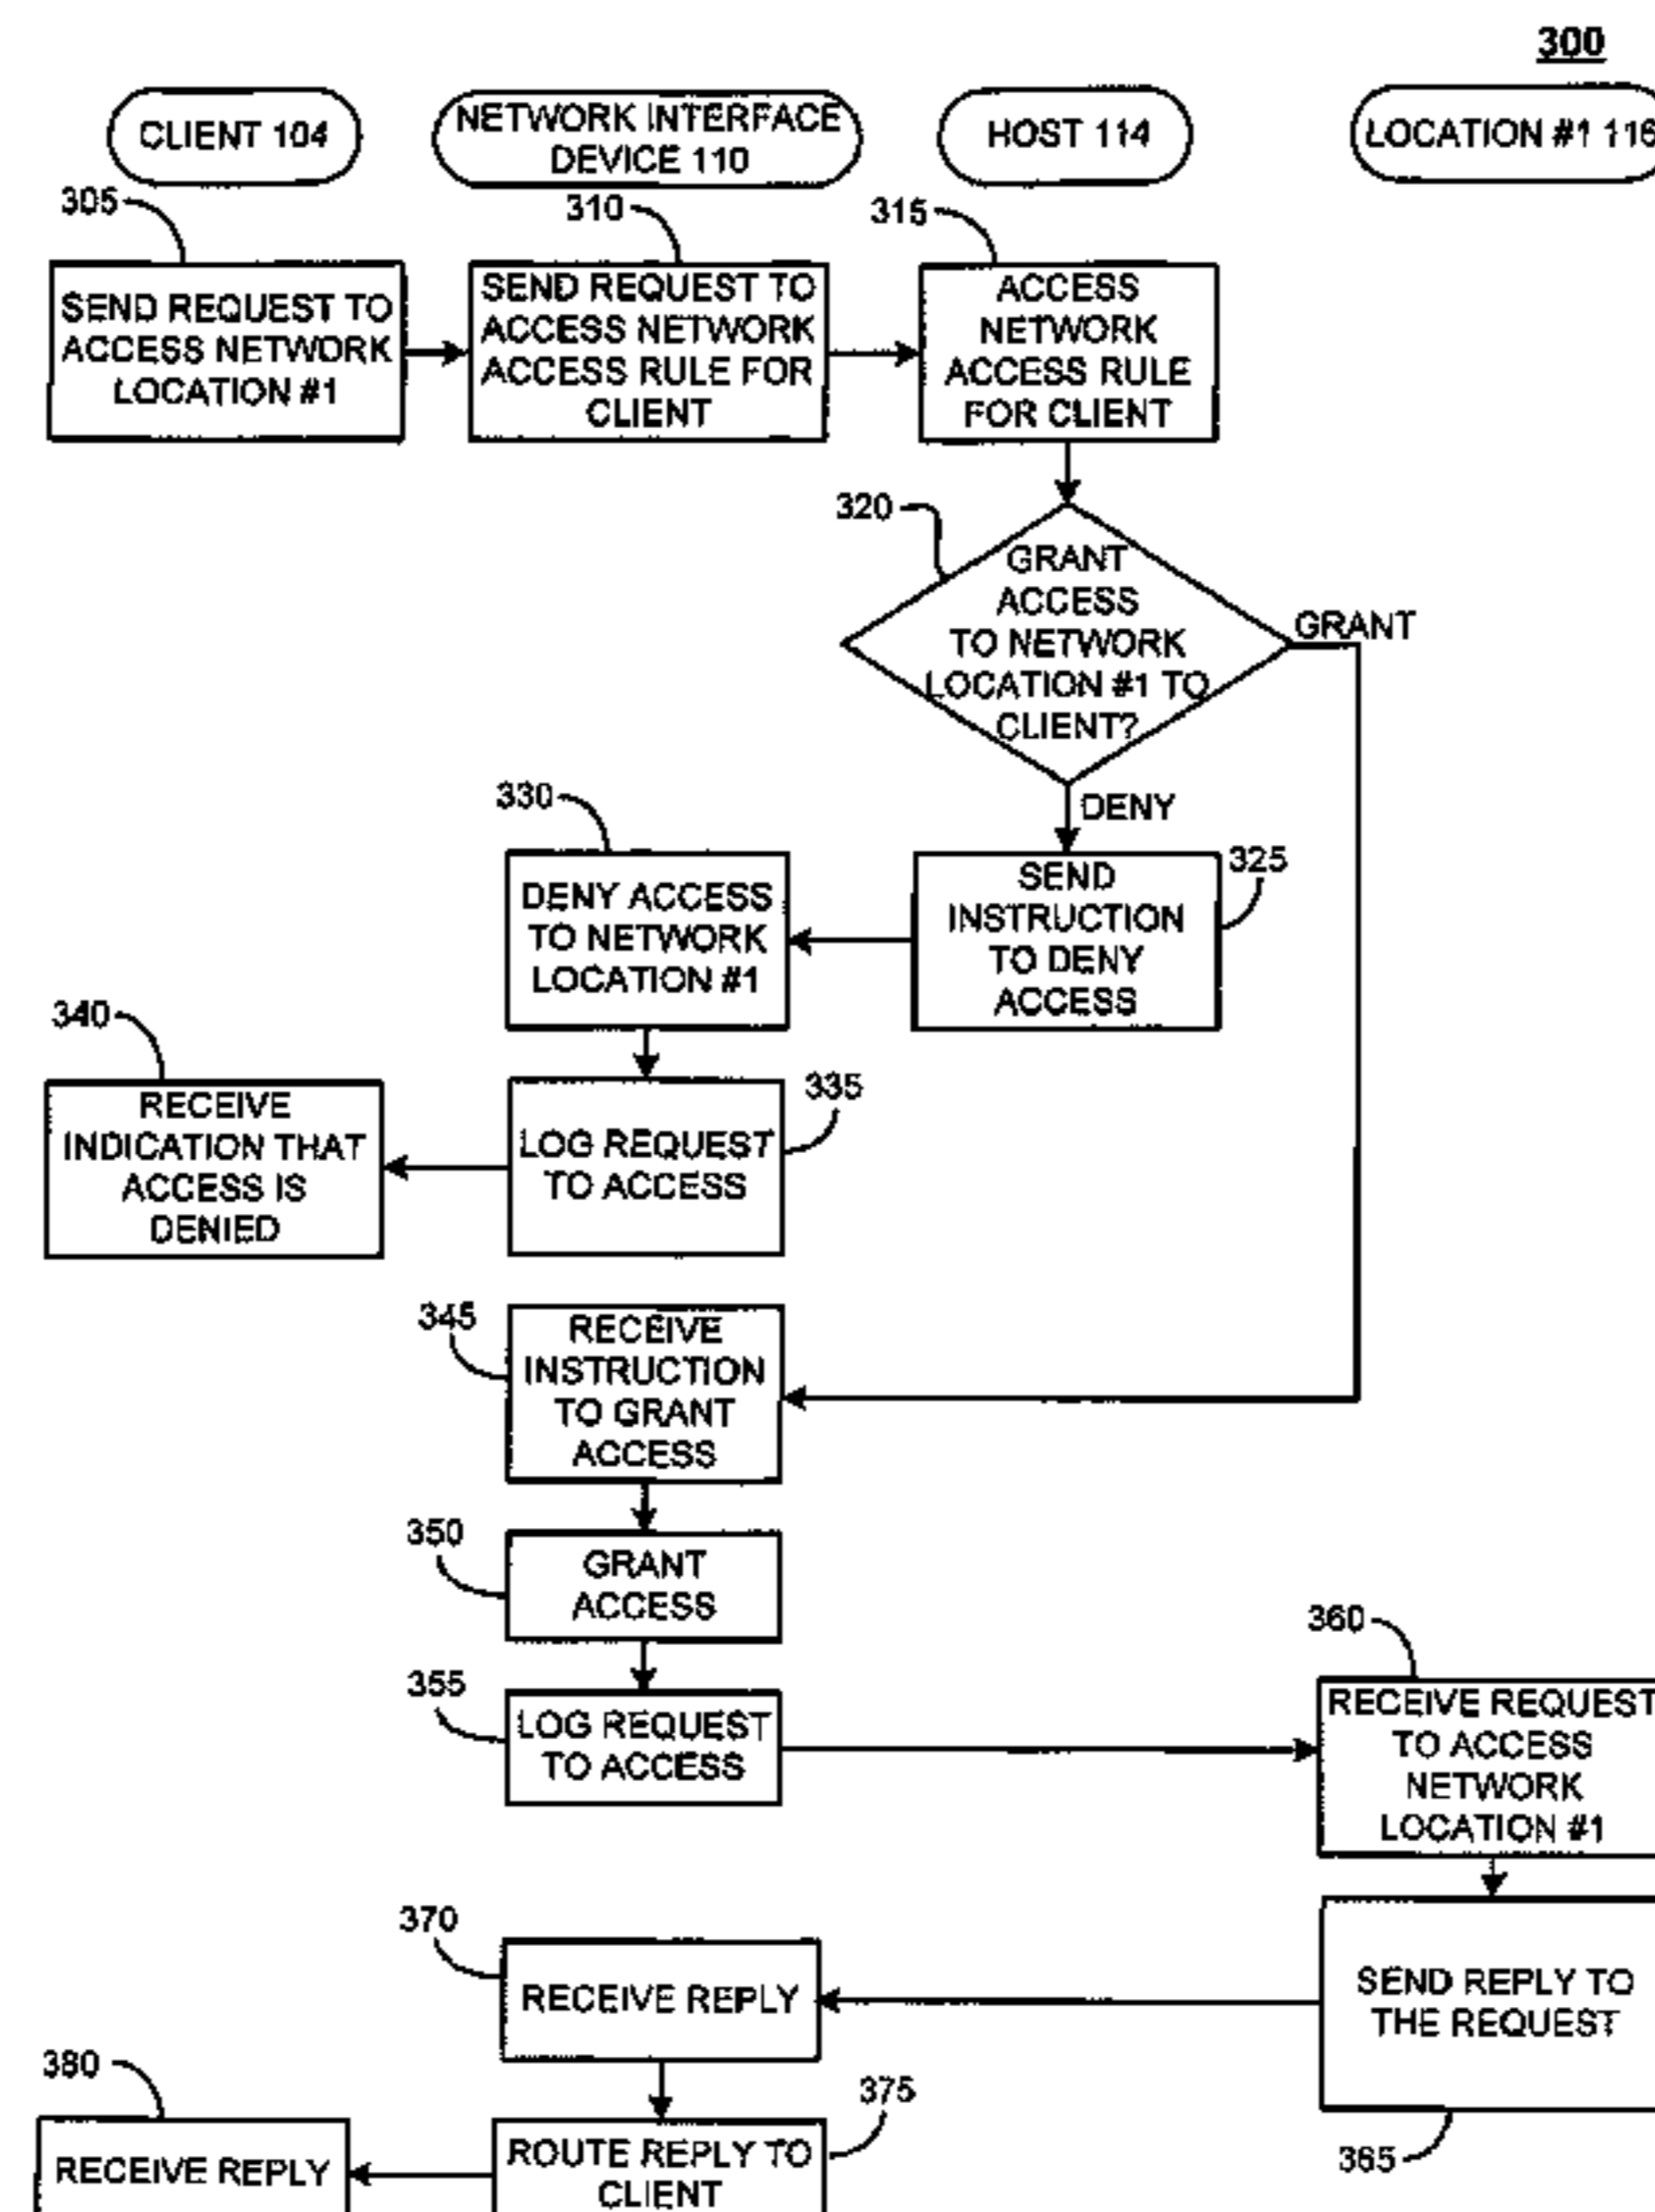 300
CLIENT 104
NETWORK INTERFACE
DEVICE 110
HOST 114
LOCATION #1 116
305
310
315
SEND REQUEST TO
ACCESS NETWORK
LOCATION #1
SEND REQUEST TO
ACCESS NETWORK
ACCESS RULE FOR
CLIENT
ACCESS
NETWORK
ACCESS RULE
FOR CLIENT
320
GRANT
ACCESS
TO NETWORK
LOCATION #1 TO
CLIENT?
GRANT
DENY
330
DENY ACCESS
TO NETWORK
LOCATION #1
325
SEND
INSTRUCTION
TO DENY
ACCESS
340
RECEIVE
INDICATION THAT
ACCESS IS
DENIED
335
LOG REQUEST
TO ACCESS
345
RECEIVE
INSTRUCTION
TO GRANT
ACCESS
350
GRANT
ACCESS
355
LOG REQUEST
TO ACCESS
360
RECEIVE REQUEST
TO ACCESS
NETWORK
LOCATION #1
370
RECEIVE REPLY
SEND REPLY TO
THE REQUEST
365
380
RECEIVE REPLY
375
ROUTE REPLY TO
CLIENT